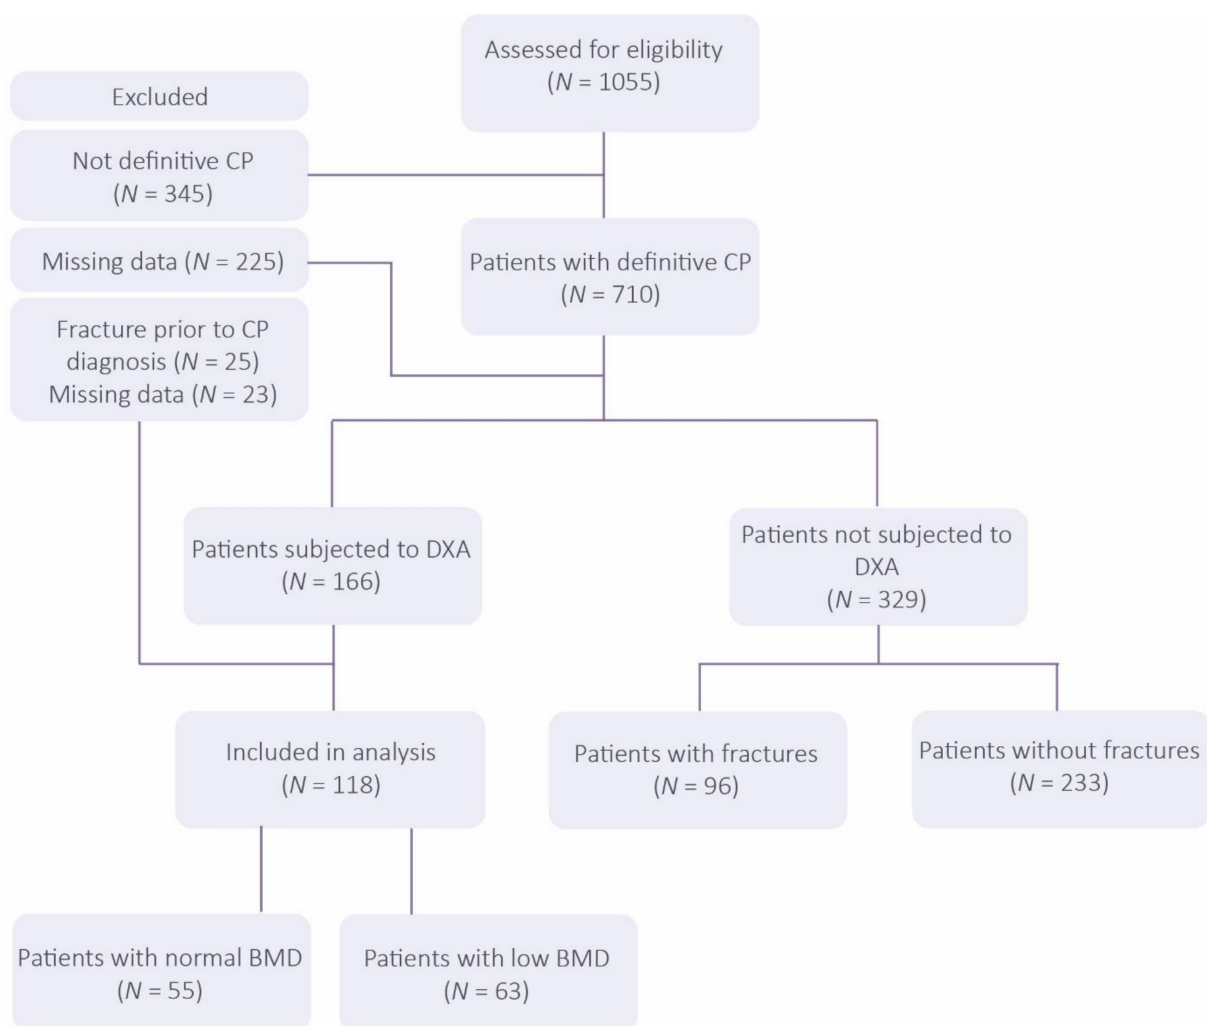 Assessed for eligibility
(N = 1055)
Excluded
Not definitive CP
(N = 345)
Missing data (N = 225)
Patients with definitive CP
(N = 710)
Fracture prior to CP
diagnosis (N = 25)
Missing data (N = 23)
Patients subjected to DXA
(N = 166)
Patients not subjected to
DXA
(N = 329)
Included in analysis
(N = 118)
Patients with fractures
(N = 96)
Patients without fractures
(N = 233)
Patients with normal BMD
(N = 55)
Patients with low BMD
(N = 63)